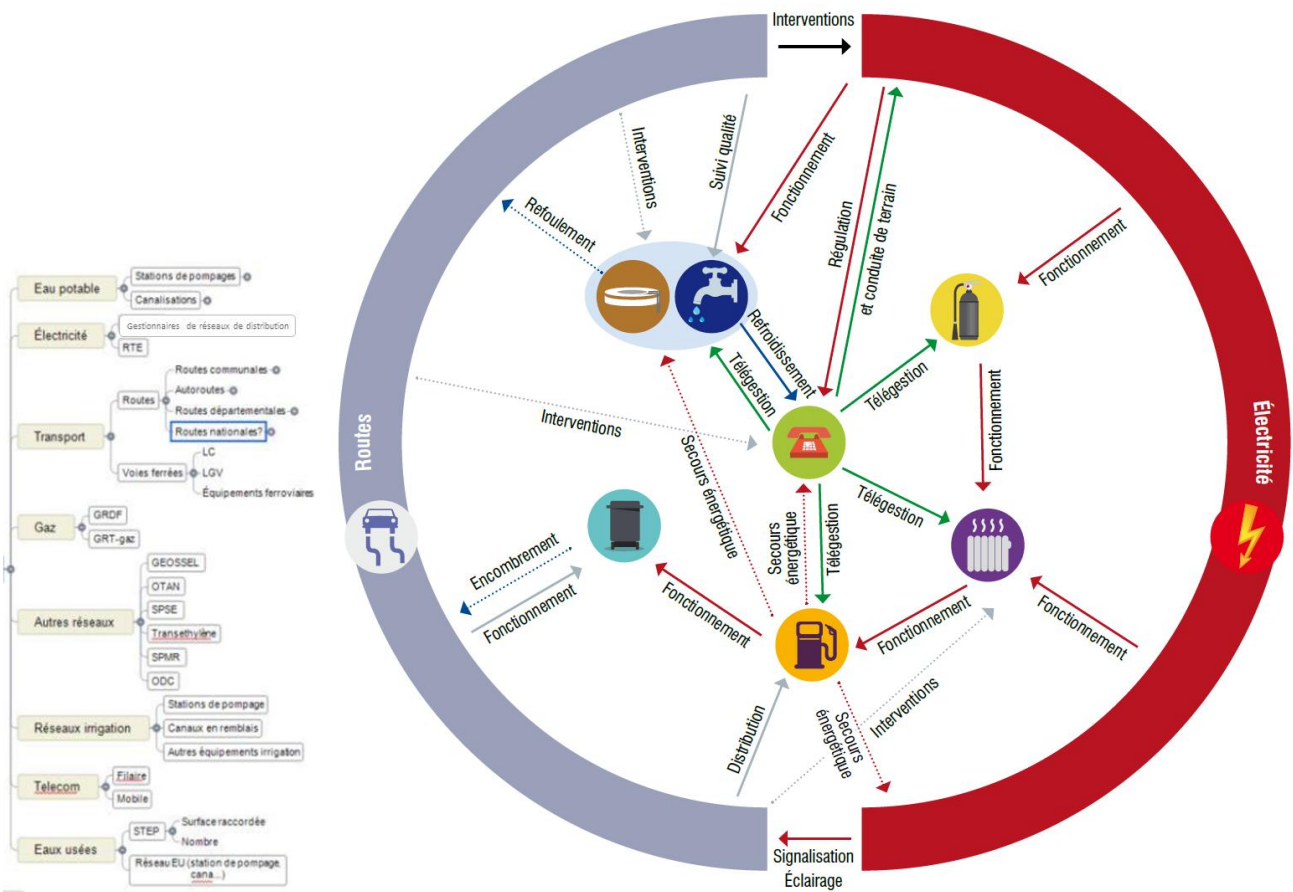 Eau potable
Stations de pompages
Canalisations
Électricité
Gestionnaires de réseaux de distribution
RTE
Transport
Routes
Routes communales
Autoroutes
Routes départementales
Routes nationales?
Voies ferrées
LC
LGV
Équipements ferroviaires
Gaz
GRDF
GRT-gaz
Autres réseaux
GEOSSEL
OTAN
SPSE
Transethylène
SPMR
ODC
Réseaux irrigation
Stations de pompage
Canaux en remblais
Autres équipements irrigation
Telecom
Filaire
Mobile
Eaux usées
STEP
Surface raccordée
Nombre
Réseau EU (station de pompage,
cana...)
Interventions
Interventions
Suivi qualité
Fonctionnement
Régulation
et conduite de terrain
Fonctionnement
Refoulement
Refroidissement
Télégestion
Télégestion
Fonctionnement
Interventions
Secours énergétique
Routes
Électricité
Télégestion
Secours
énergétique
Télégestion
Encombrement
Fonctionnement
Fonctionnement
Fonctionnement
Fonctionnement
Interventions
Distribution
Secours
énergétique
Signalisation
Éclairage